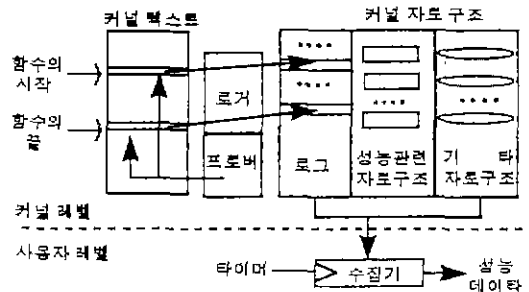 커널 텍스트
커널 자료구조
함수의
시작
함수의
끝
로거
프로버
로그
성능관련
자료구조
기 타
자료구조
커널 레벨
사용자 레벨
타이머
수집기
성능
데이타